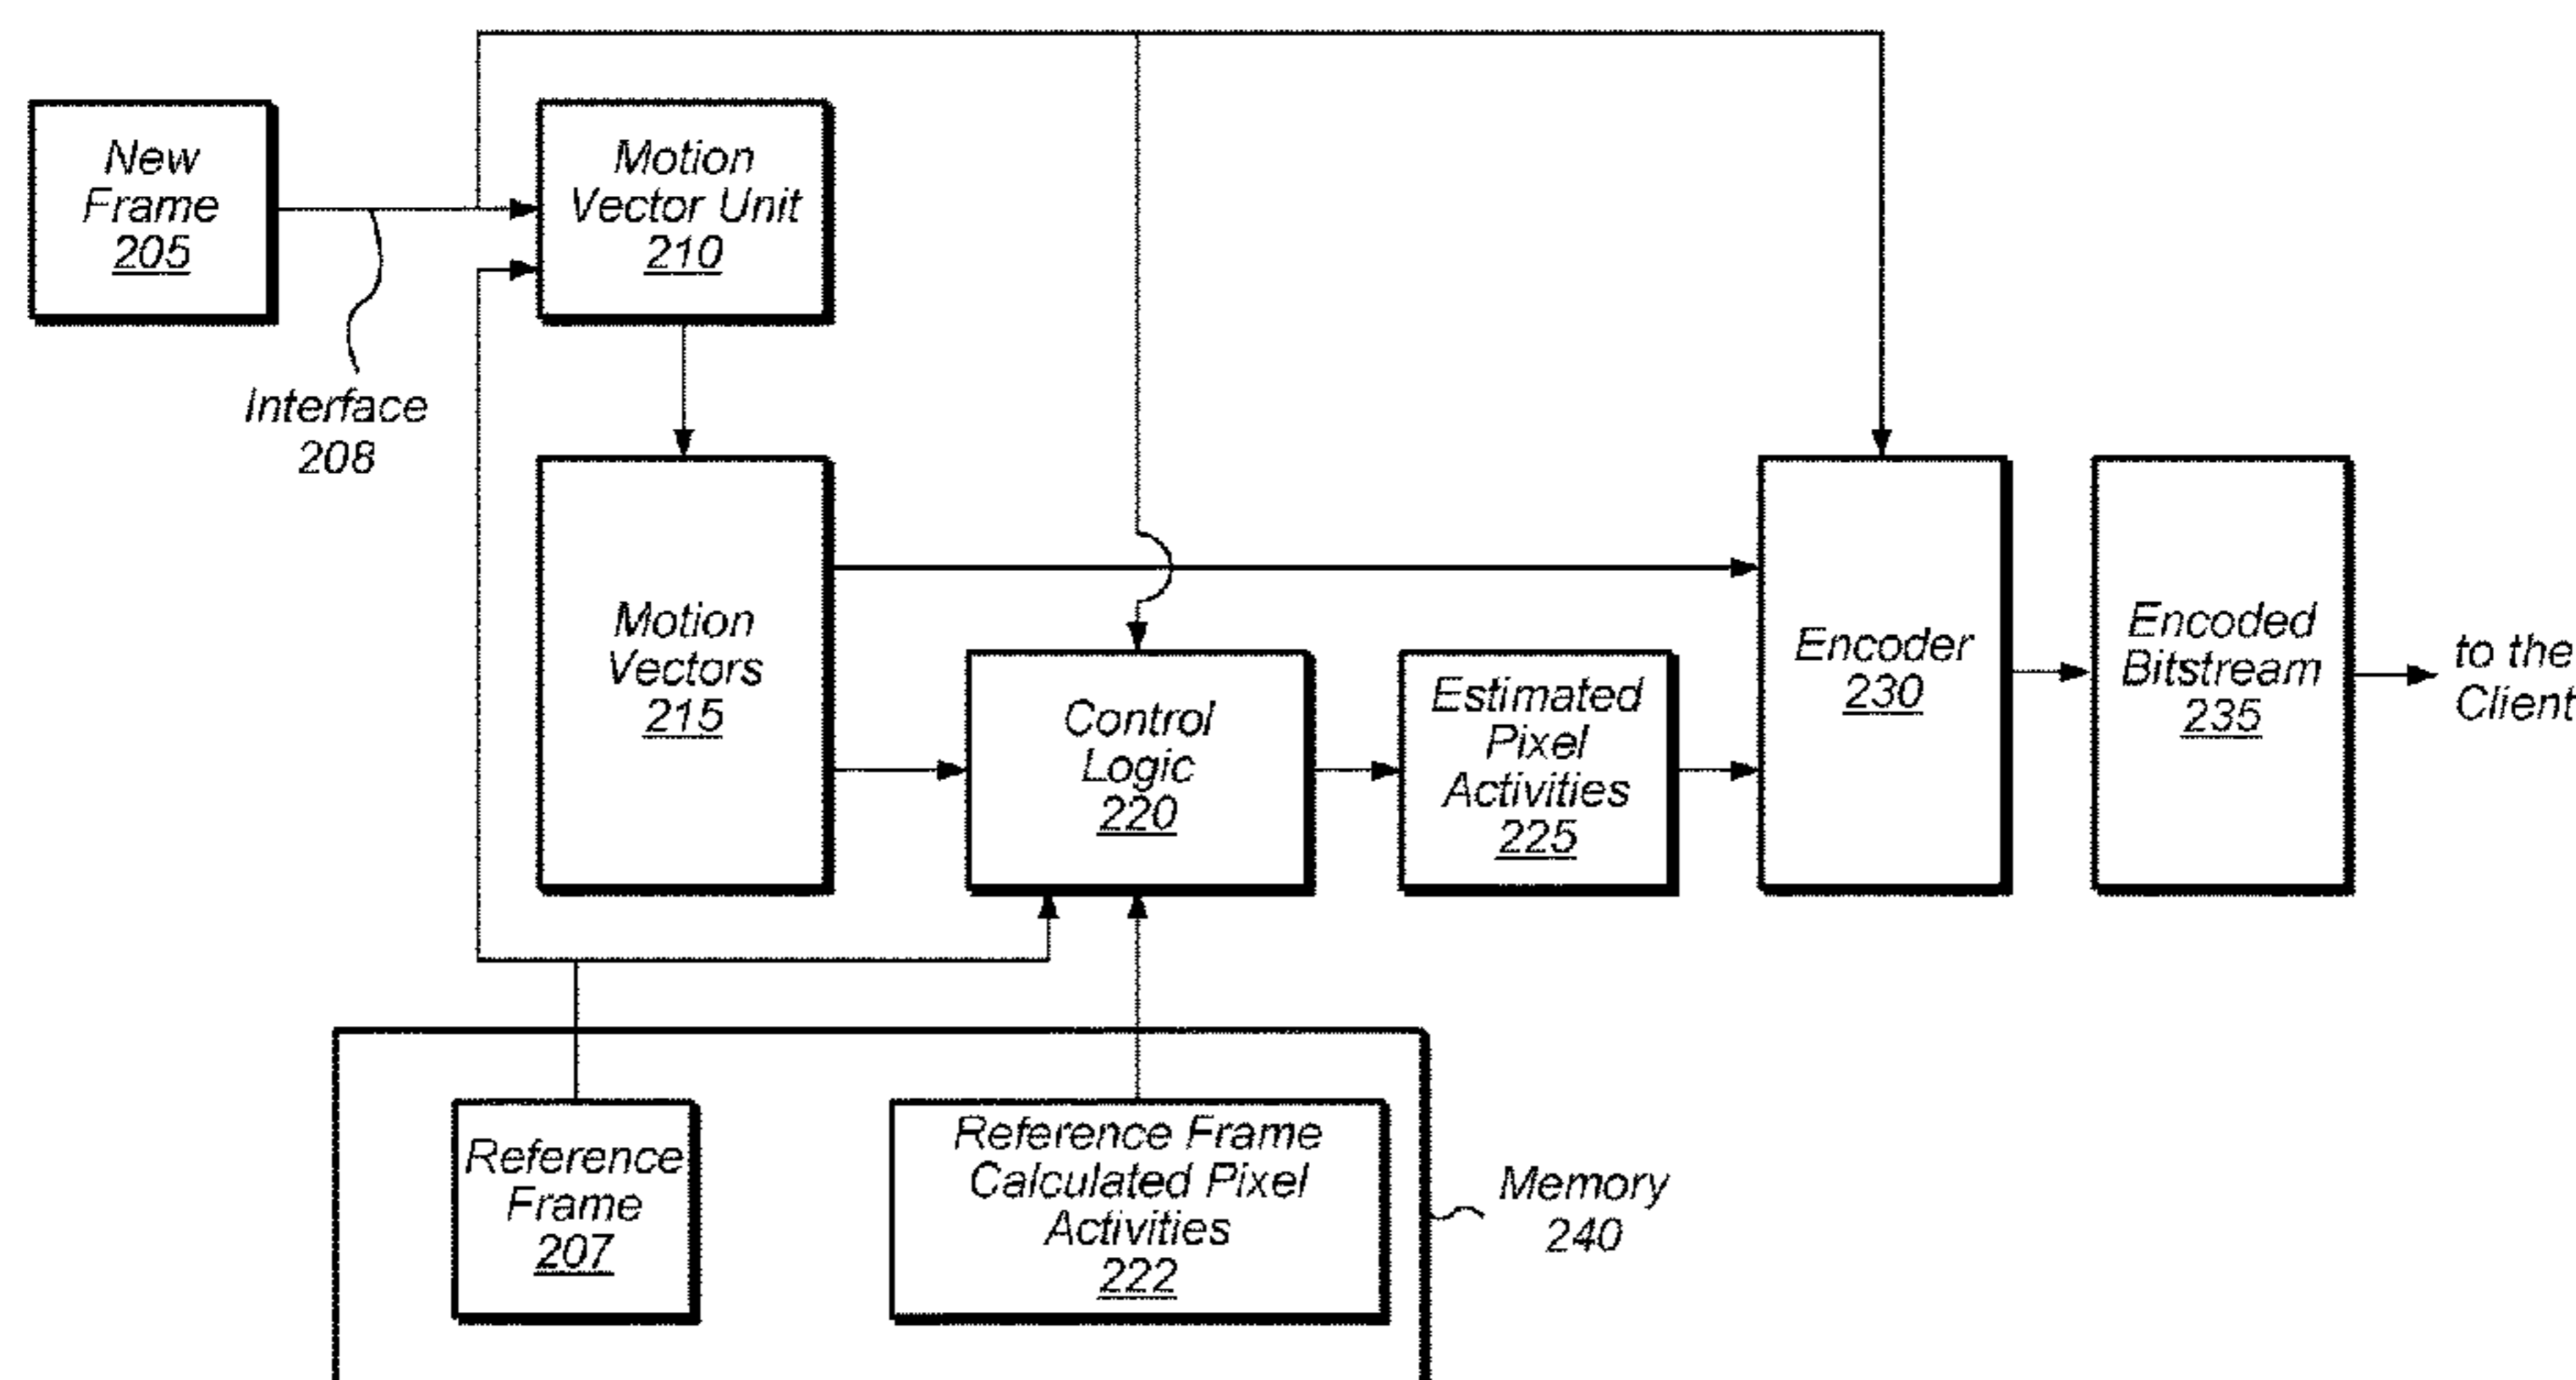 New
Frame
205
Motion
Vector Unit
210
Interface
208
Motion
Vectors
215
Control
Logic
220
Estimated
Pixel
Activities
225
Encoder
230
Encoded
Bitstream
235
to the
Client
Reference
Frame
207
Reference Frame
Calculated Pixel
Activities
222
Memory
240